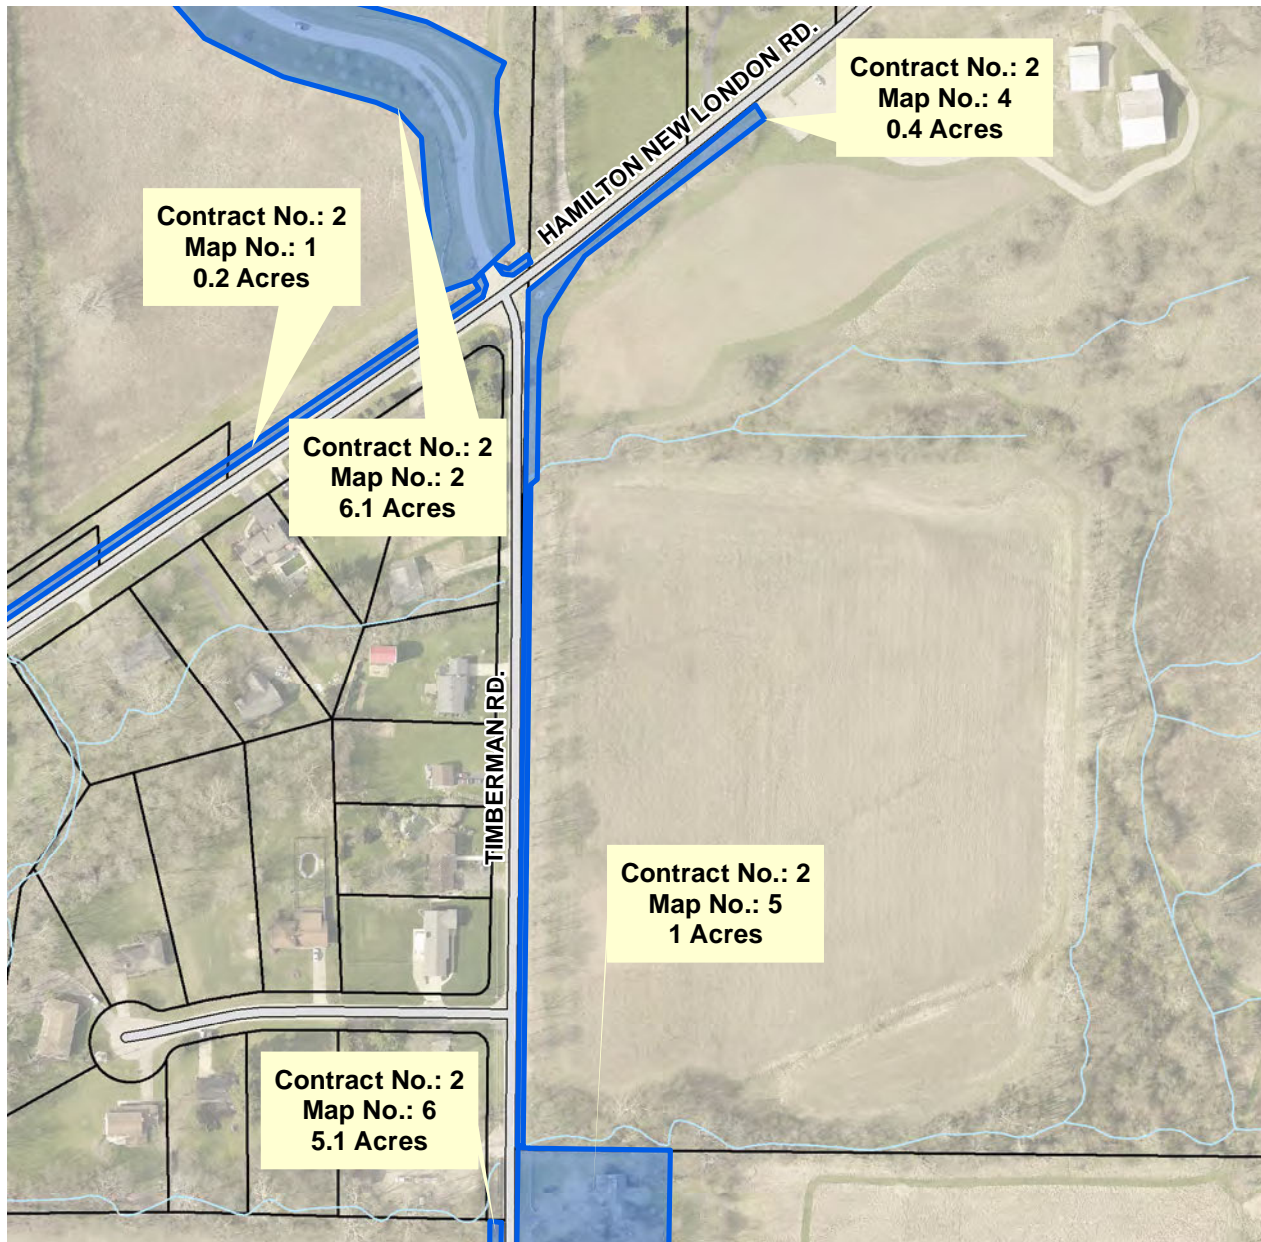 HAMILTON NEW LONDON RD.
Contract No.: 2
Map No.: 4
0.4 Acres
Contract No.: 2
Map No.: 1
0.2 Acres
Contract No.: 2
Map No.: 2
6.1 Acres
TIMBERMAN RD.
Contract No.: 2
Map No.: 5
1 Acres
Contract No.: 2
Map No.: 6
5.1 Acres